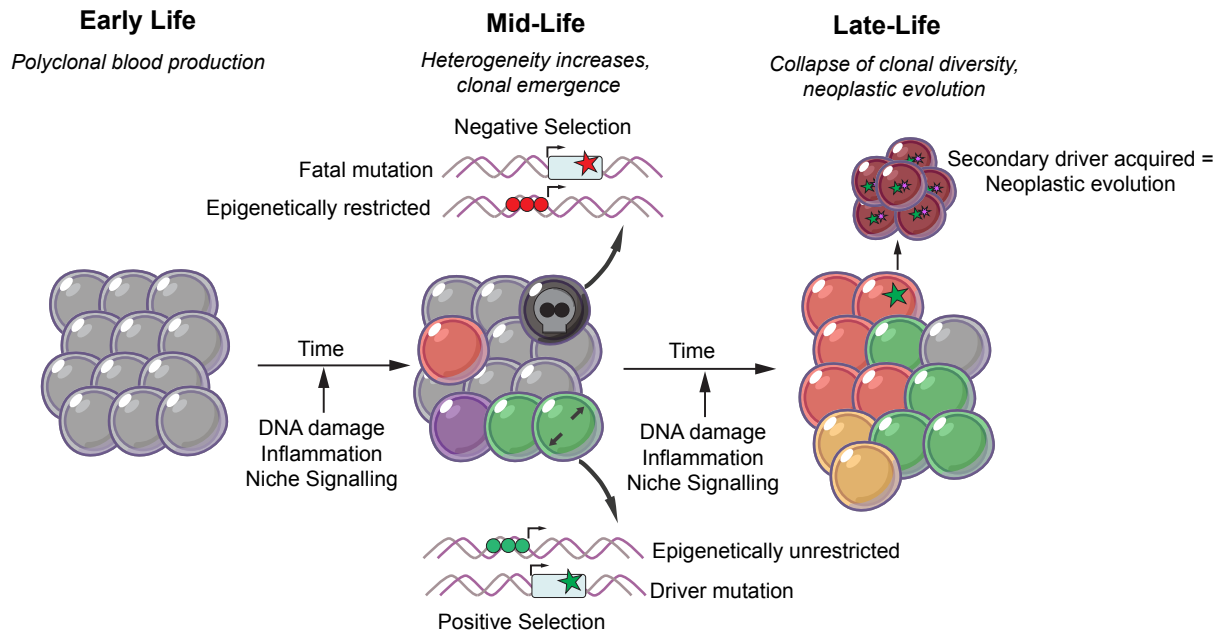 Early Life
Polyclonal blood production
Mid-Life
Heterogeneity increases,
clonal emergence
Late-Life
Collapse of clonal diversity,
neoplastic evolution
Negative Selection
Fatal mutation
Epigenetically restricted
Secondary driver acquired =
Neoplastic evolution
Time
DNA damage
Inflammation
Niche Signalling
Time
DNA damage
Inflammation
Niche Signalling
Epigenetically unrestricted
Driver mutation
Positive Selection